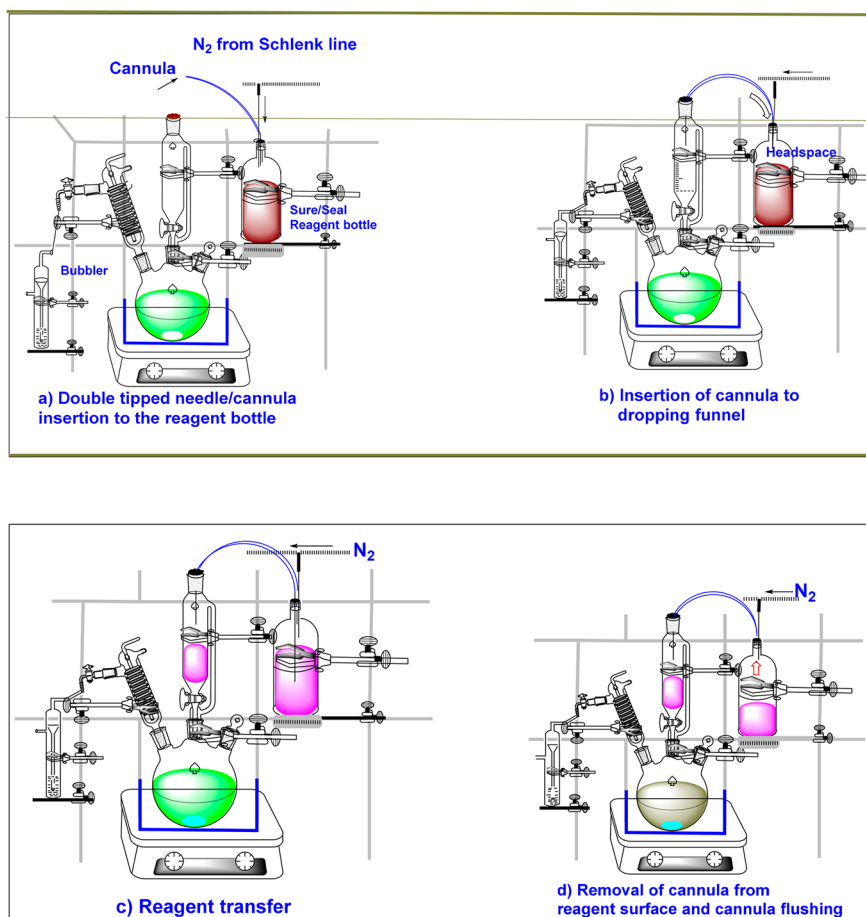 N2 from Schlenk line
Cannula
Sure/Seal
Reagent bottle
Bubbler
a) Double tipped needle/cannula
insertion to the reagent bottle
Headspace
b) Insertion of cannula to
dropping funnel
N2
c) Reagent transfer
N2
d) Removal of cannula from
reagent surface and cannula flushing